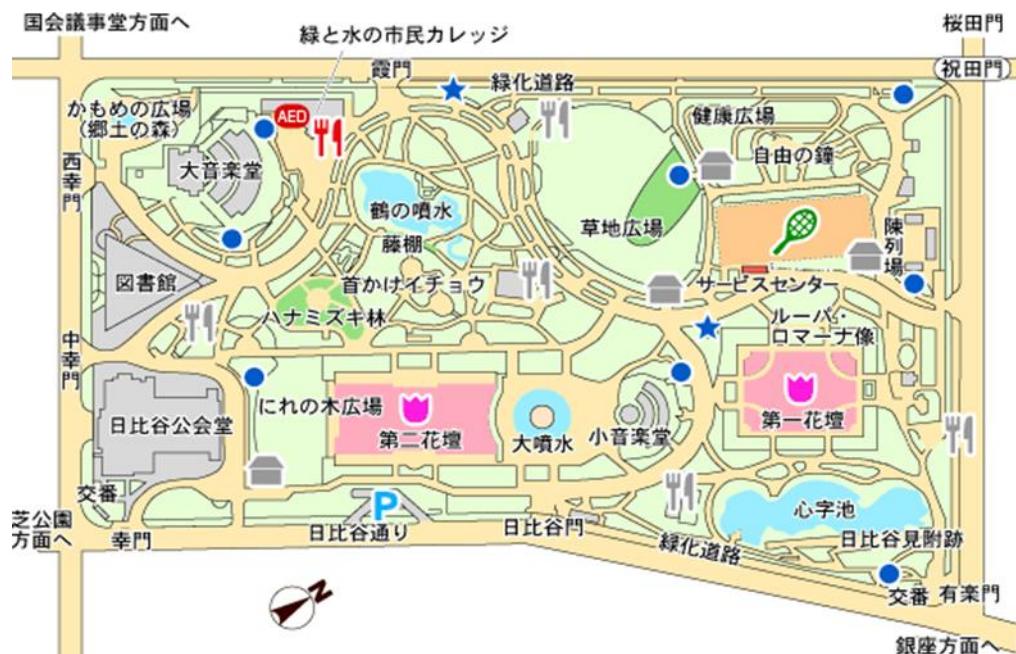 国会議事堂方面へ
桜田門
緑と水の市民カレッジ
霞門
緑化道路
祝田門
かもめの広場
(郷土の森)
AED
健康広場
西幸門
大音楽堂
自由の鐘
鶴の噴水
草地広場
陳列場
藤棚
図書館
首かけイチョウ
サービスセンター
ハナミズキ林
ルーパ・
ロマーナ像
中幸門
にれの木広場
日比谷公会堂
第二花壇
大噴水
小音楽堂
第一花壇
交番
P
心字池
芝公園
方面へ
幸門
日比谷通り
日比谷門
緑化道路
日比谷見附跡
交番
有楽門
N
銀座方面へ